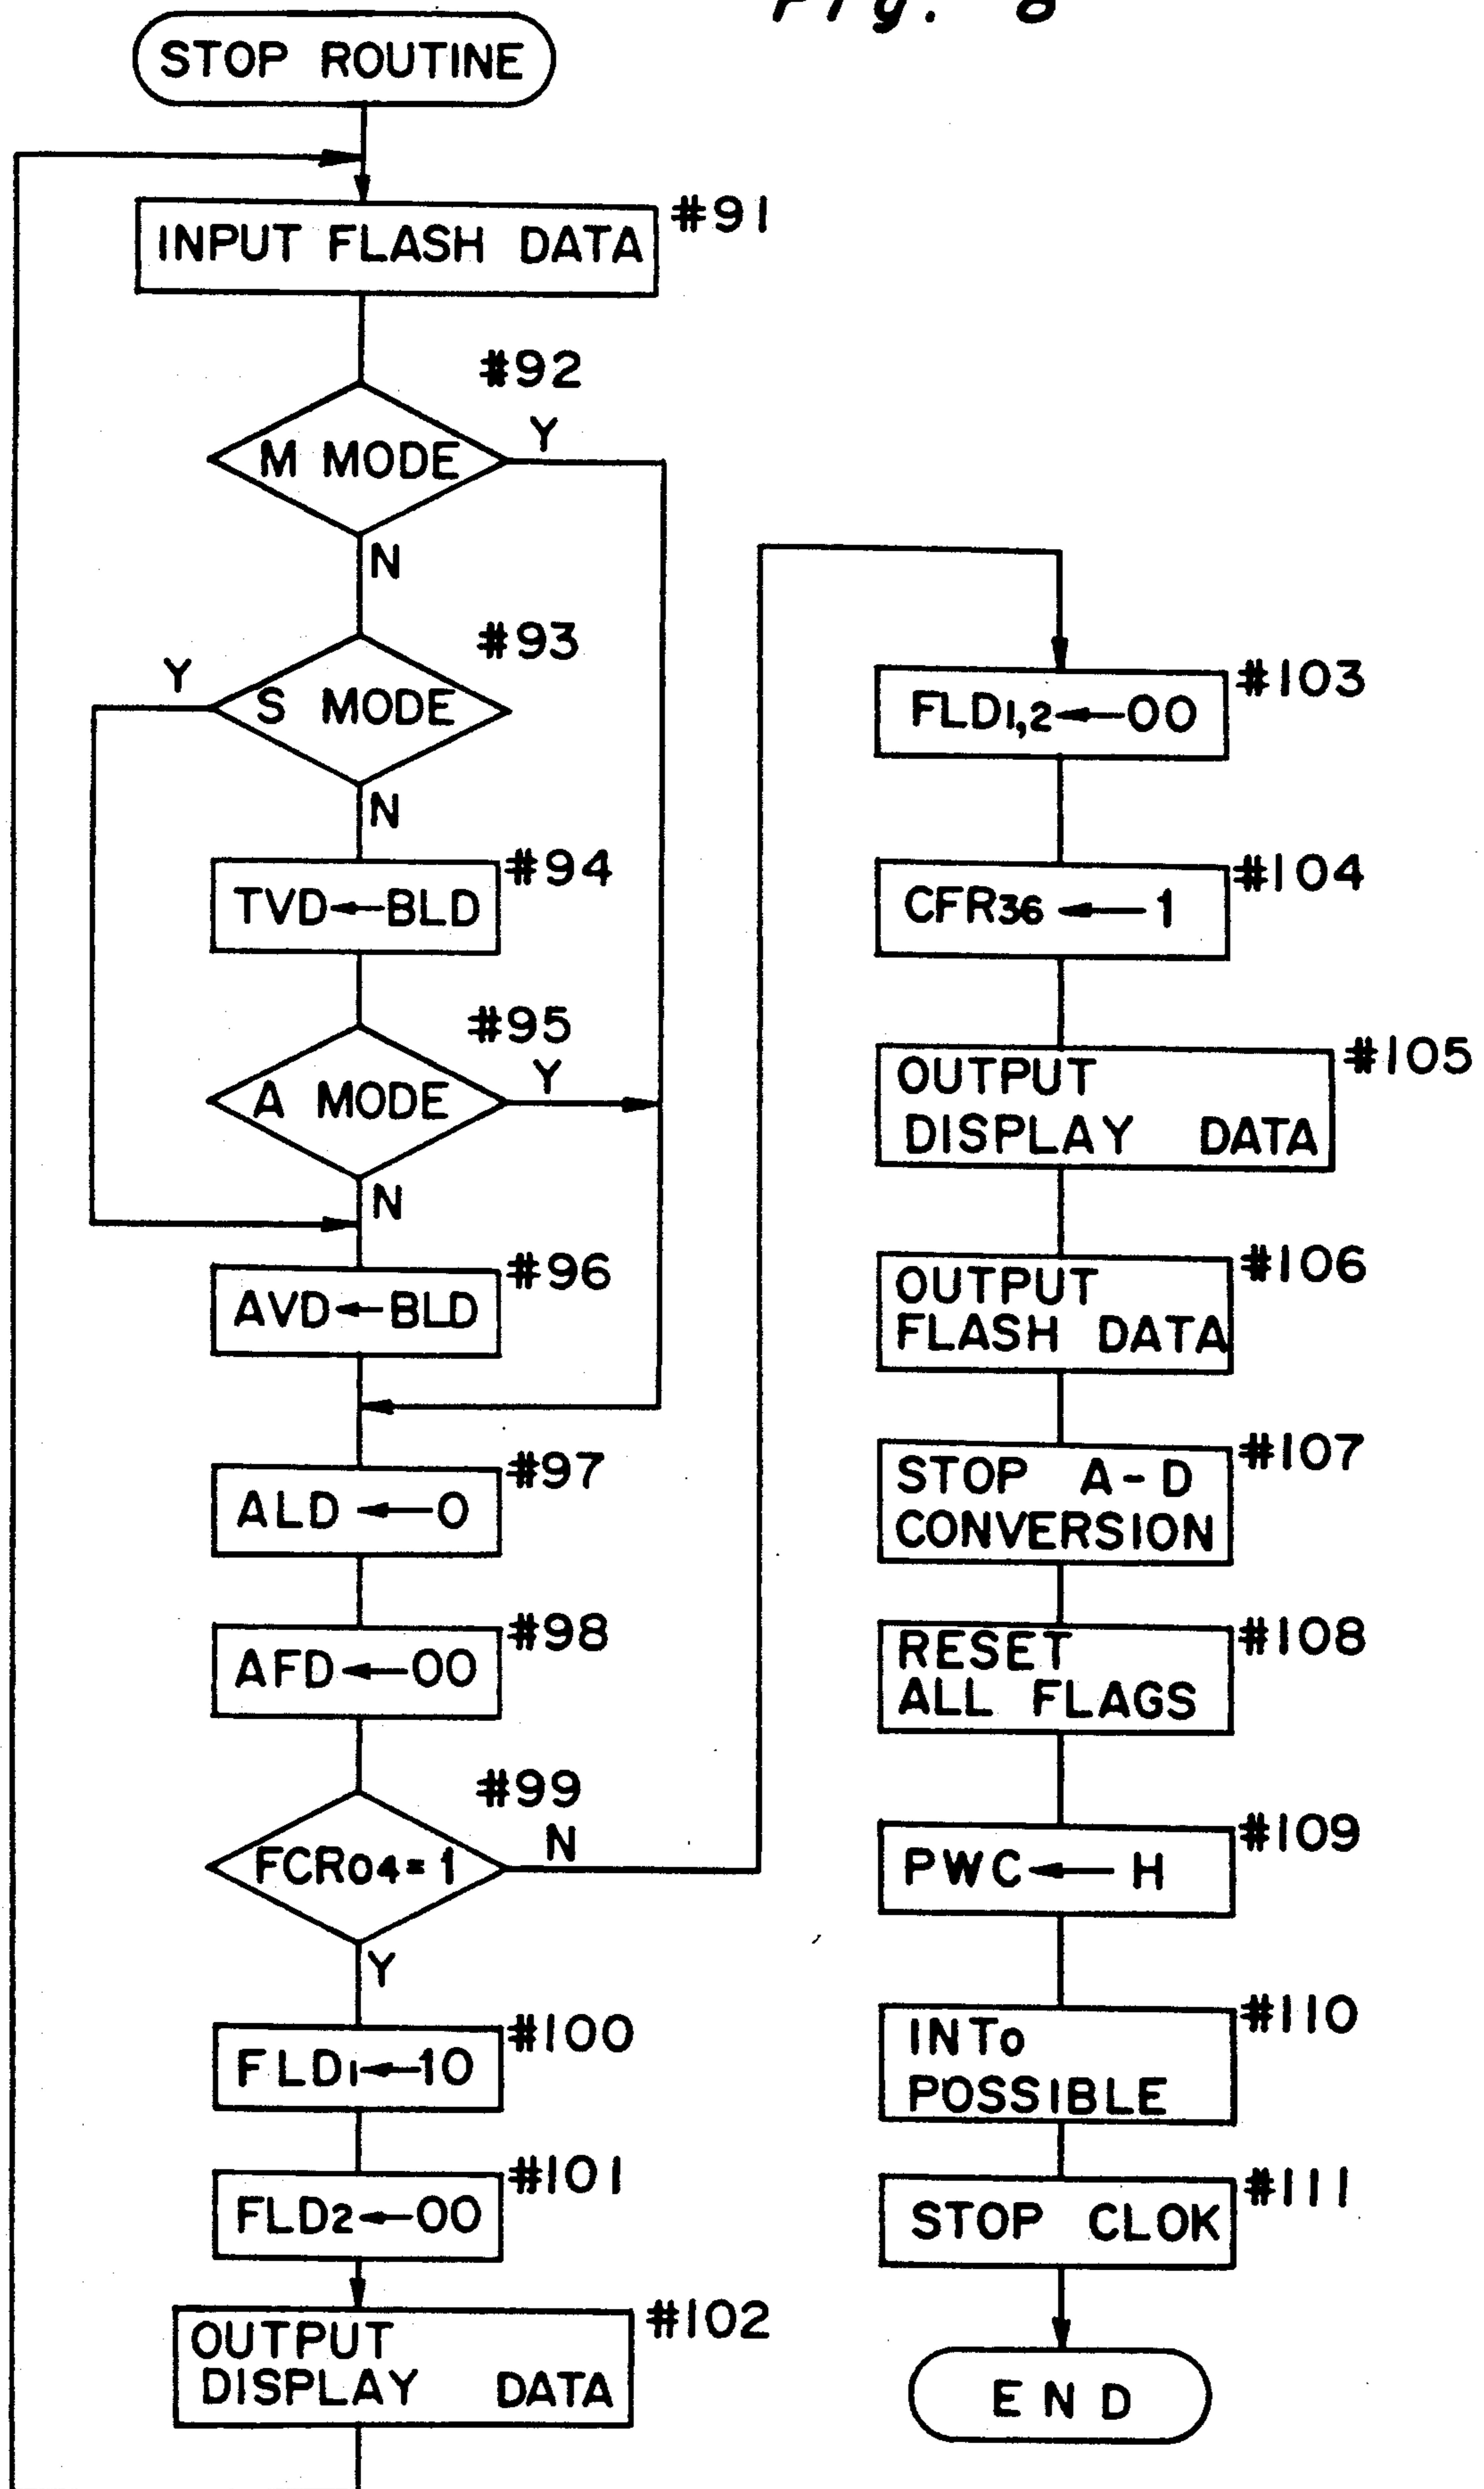 Fig. 8
STOP ROUTINE
INPUT FLASH DATA
#91
#92
M MODE
Y
N
#93
S MODE
Y
N
TVD←BLD
#94
#95
A MODE
Y
N
AVD←BLD
#96
ALD ←0
#97
AFD←00
#98
#99
FCR04=1
N
Y
FLD1←10
#100
FLD2←00
#101
OUTPUT
DISPLAY DATA
#102
FLD1,2←00
#103
CFR36 ←1
#104
OUTPUT
DISPLAY DATA
#105
OUTPUT
FLASH DATA
#106
STOP A-D
CONVERSION
#107
RESET
ALL FLAGS
#108
PWC← H
#109
INTo
POSSIBLE
#110
STOP CLOK
#111
END